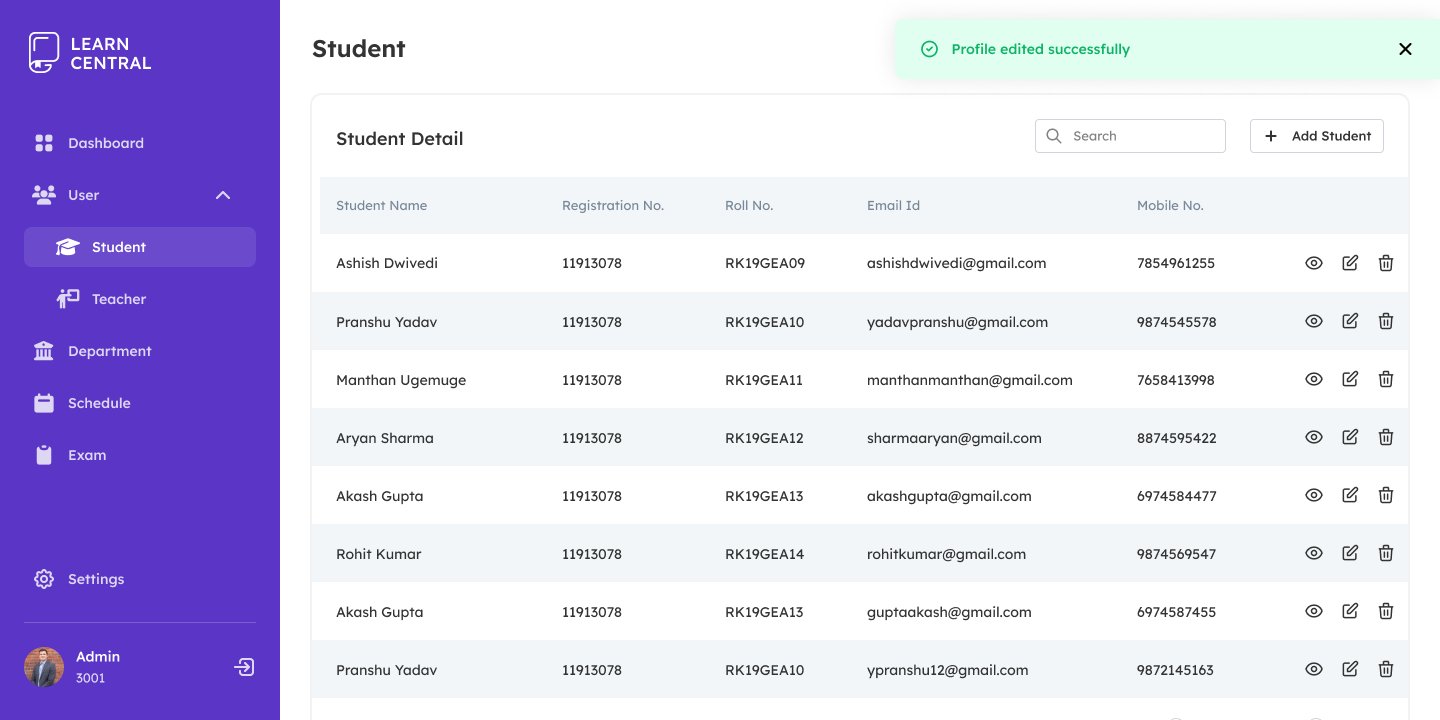 LEARN
CENTRAL
Dashboard
User
Student
Teacher
Department
Schedule
Exam
Settings
Admin
3001
Student
Profile edited successfully
Student Detail
Search
Add Student
Student Name Registration No. Roll No. Email Id Mobile No.
Ashish Dwivedi 11913078 RK19GEA09 ashishdwivedi@gmail.com 7854961255
Pranshu Yadav 11913078 RK19GEA10 yadavpranshu@gmail.com 9874545578
Manthan Ugemuge 11913078 RK19GEA11 manthanmanthan@gmail.com 7658413998
Aryan Sharma 11913078 RK19GEA12 sharmaaryan@gmail.com 8874595422
Akash Gupta 11913078 RK19GEA13 akashgupta@gmail.com 6974584477
Rohit Kumar 11913078 RK19GEA14 rohitkumar@gmail.com 9874569547
Akash Gupta 11913078 RK19GEA13 guptaakash@gmail.com 6974587455
Pranshu Yadav 11913078 RK19GEA10 ypranshu12@gmail.com 9872145163